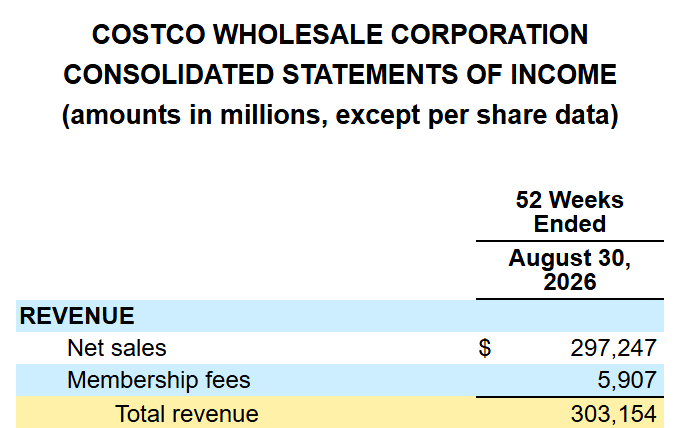 COSTCO WHOLESALE CORPORATION
CONSOLIDATED STATEMENTS OF INCOME
(amounts in millions, except per share data)
52 Weeks
Ended
August 30,
2026
REVENUE
Net sales $ 297,247
Membership fees 5,907
Total revenue 303,154